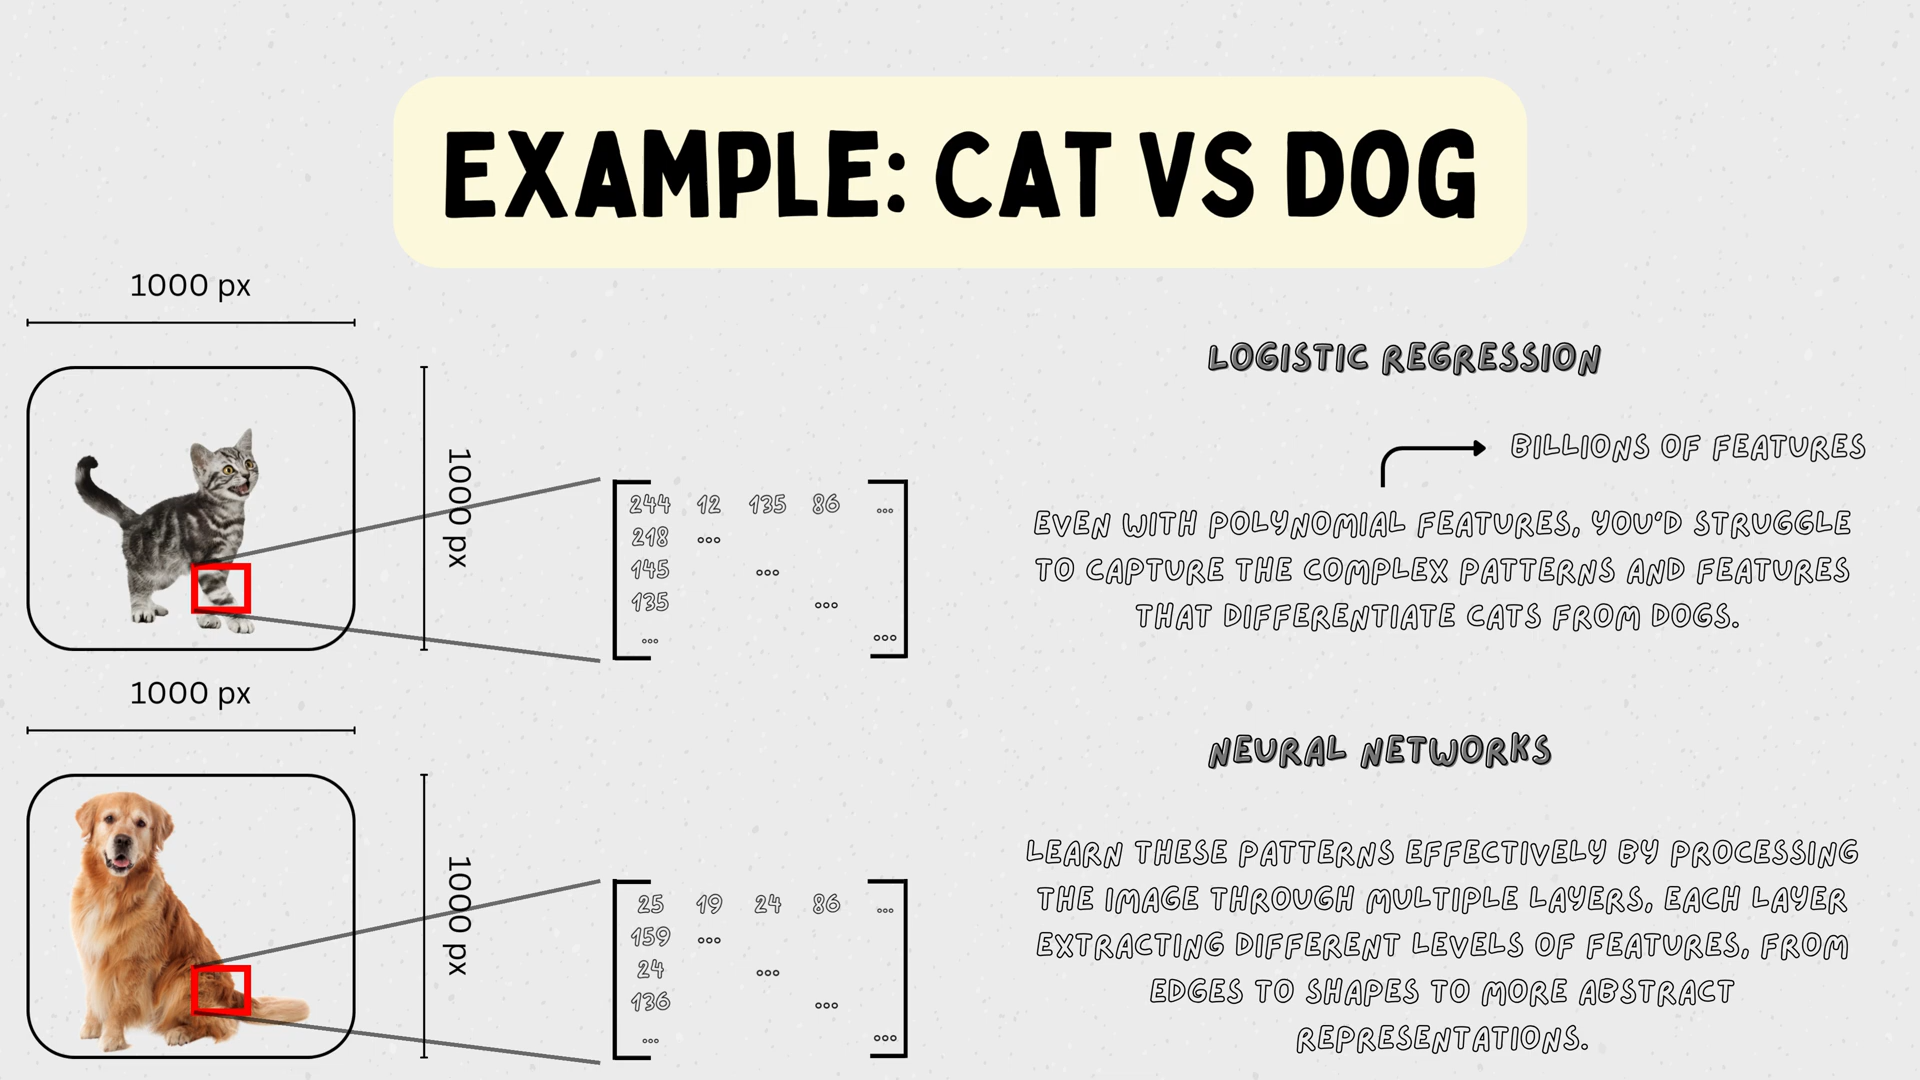 EXAMPLE: CAT VS DOG
1000 px
1000 px
244 12 135 86 ...
218 ...
145 ...
135 ...
... ...
1000 px
1000 px
25 19 24 86 ...
159 ...
24 ...
136 ...
... ...
LOGISTIC REGRESSION
BILLIONS OF FEATURES
EVEN WITH POLYNOMIAL FEATURES, YOU'D STRUGGLE
TO CAPTURE THE COMPLEX PATTERNS AND FEATURES
THAT DIFFERENTIATE CATS FROM DOGS.
NEURAL NETWORKS
LEARN THESE PATTERNS EFFECTIVELY BY PROCESSING
THE IMAGE THROUGH MULTIPLE LAYERS, EACH LAYER
EXTRACTING DIFFERENT LEVELS OF FEATURES, FROM
EDGES TO SHAPES TO MORE ABSTRACT
REPRESENTATIONS.